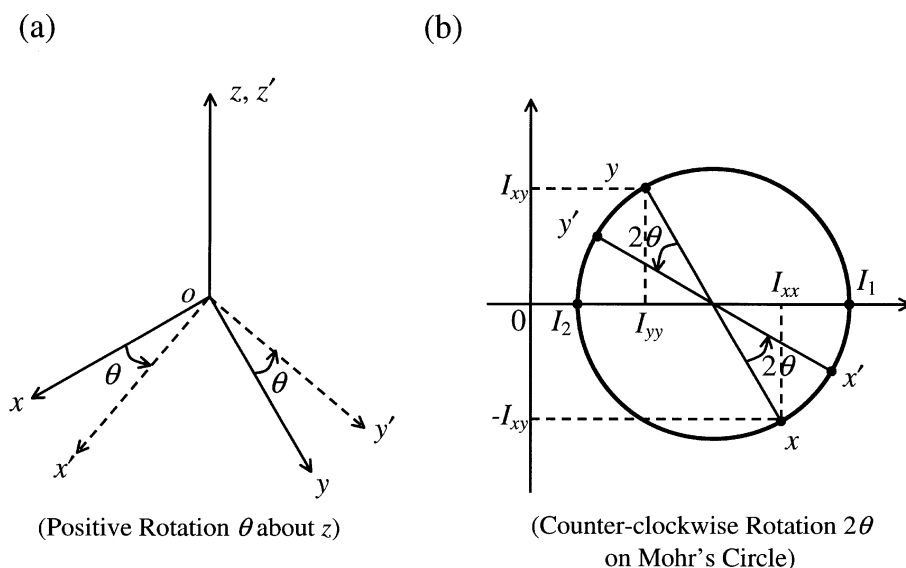 (a)
z, z′
o
θ
θ
x
x′
y
y′
(Positive Rotation θ about z)
(b)
y
I_xy
y′
2θ
I_xx
I_1
0
I_2
I_yy
2θ
x′
-I_xy
x
(Counter-clockwise Rotation 2θ
on Mohr's Circle)